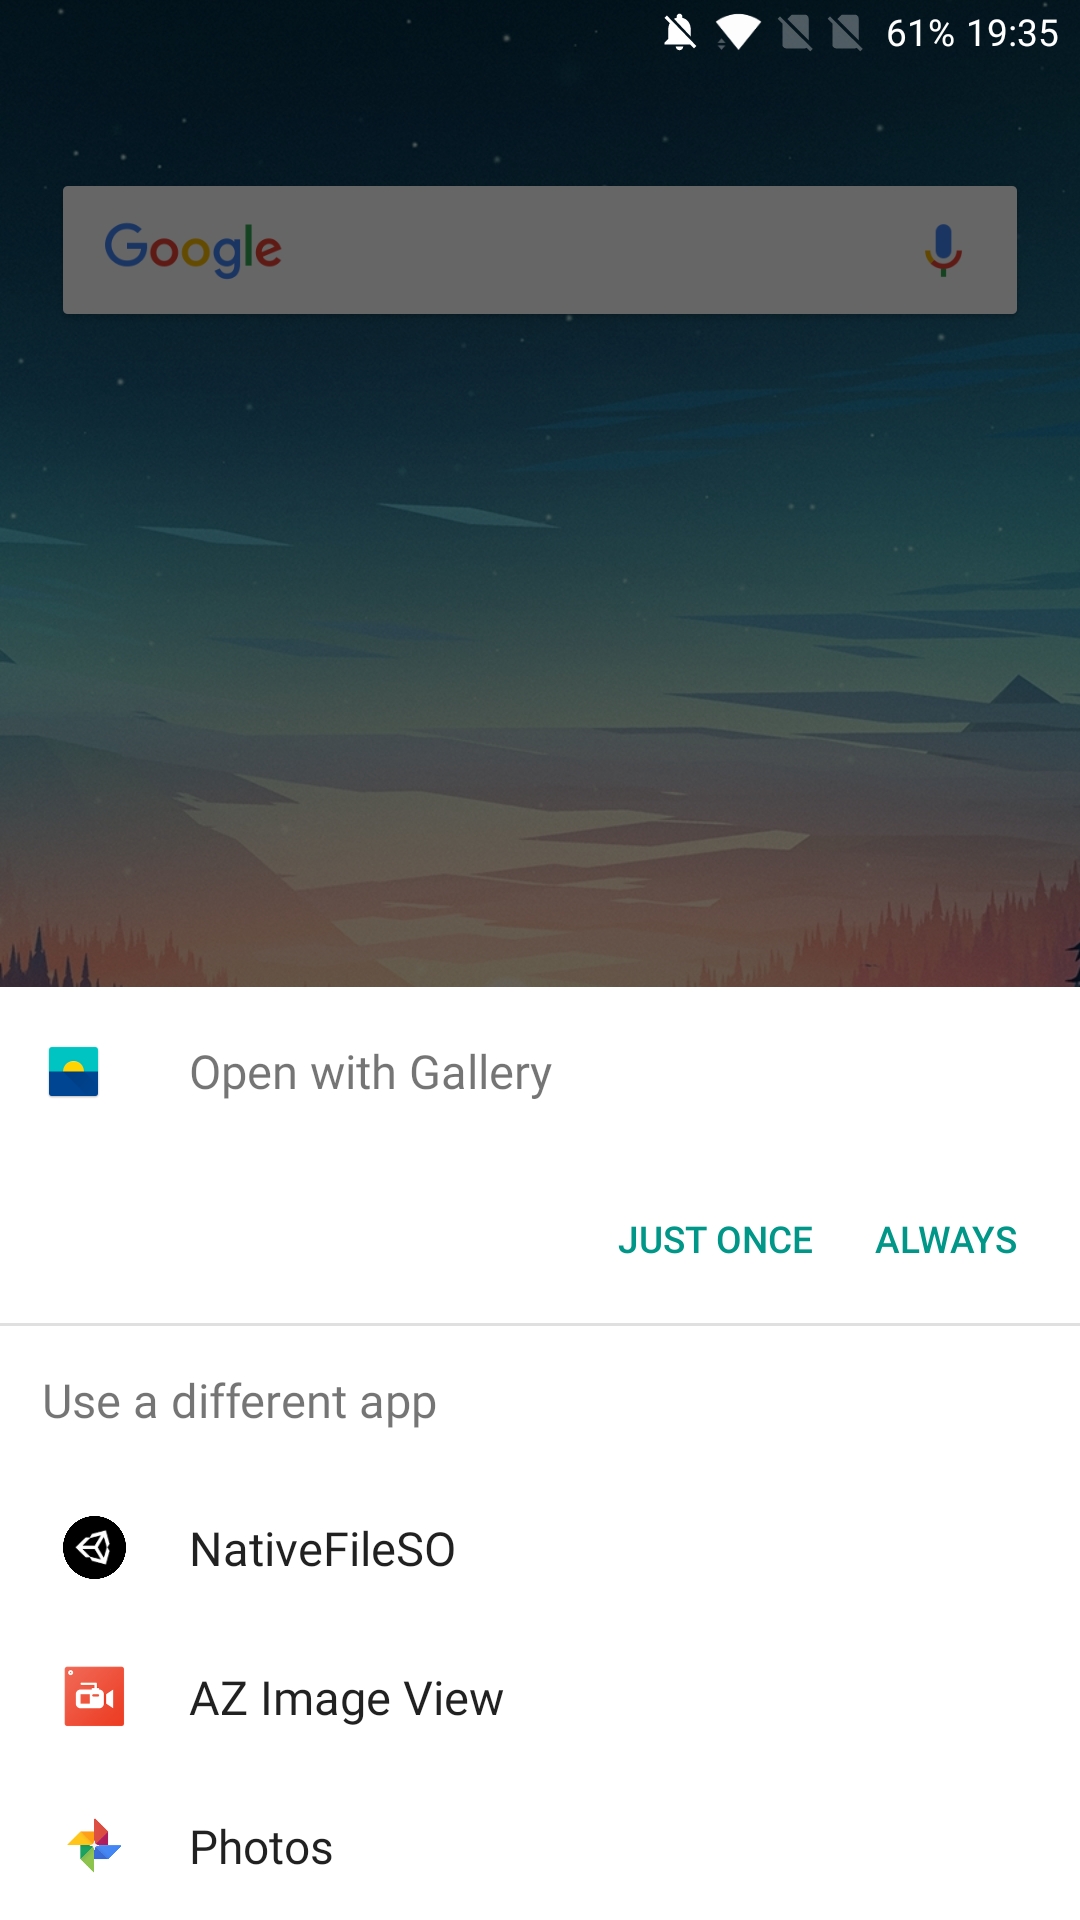 61% 19:35
Google
Open with Gallery
JUST ONCE ALWAYS
Use a different app
NativeFileSO
AZ Image View
Photos